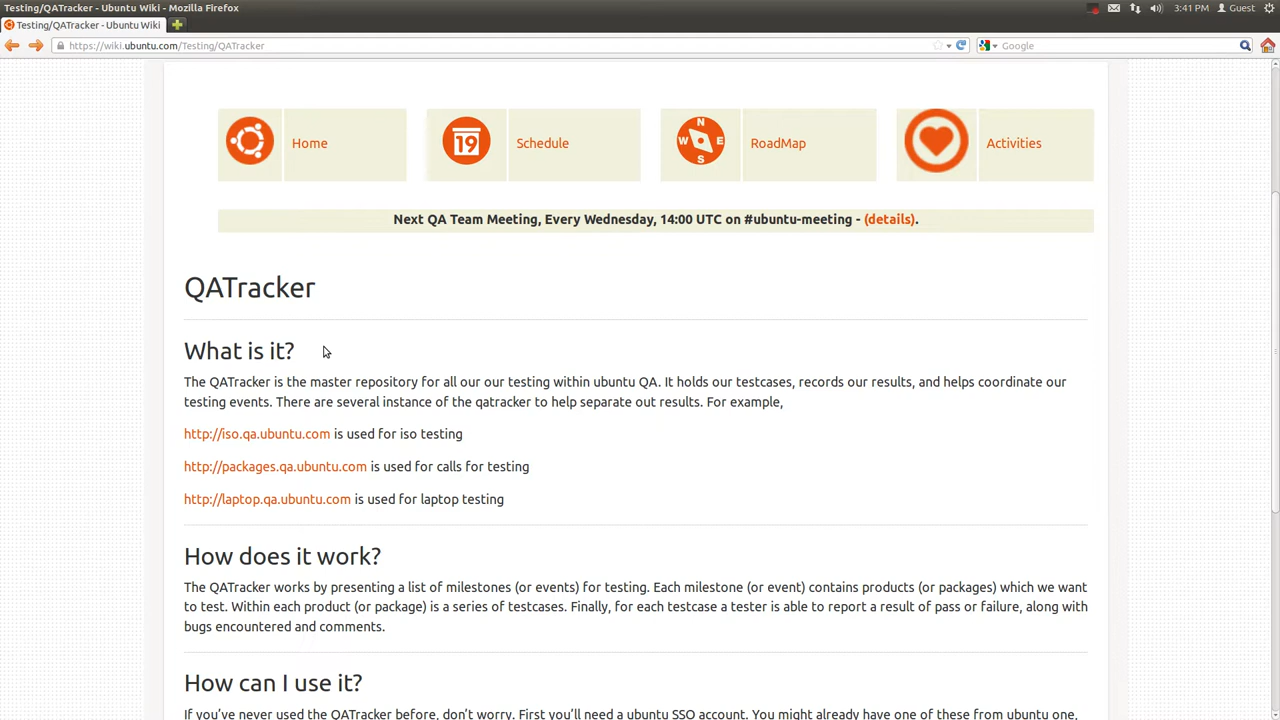 Testing/QATracker - Ubuntu Wiki - Mozilla Firefox
3:41 PM Guest
Testing/QATracker - Ubuntu Wiki
https://wiki.ubuntu.com/Testing/QATracker
Google
N
W E
S
19
Home Schedule RoadMap Activities
Next QA Team Meeting, Every Wednesday, 14:00 UTC on #ubuntu-meeting - (details).
QATracker
What is it?
The QATracker is the master repository for all our our testing within ubuntu QA. It holds our testcases, records our results, and helps coordinate our
testing events. There are several instance of the qatracker to help separate out results. For example,
http://iso.qa.ubuntu.com is used for iso testing
http://packages.qa.ubuntu.com is used for calls for testing
http://laptop.qa.ubuntu.com is used for laptop testing
How does it work?
The QATracker works by presenting a list of milestones (or events) for testing. Each milestone (or event) contains products (or packages) which we want
to test. Within each product (or package) is a series of testcases. Finally, for each testcase a tester is able to report a result of pass or failure, along with
bugs encountered and comments.
How can I use it?
If you've never used the QATracker before, don't worry. First you'll need a ubuntu SSO account. You might already have one of these from ubuntu one,